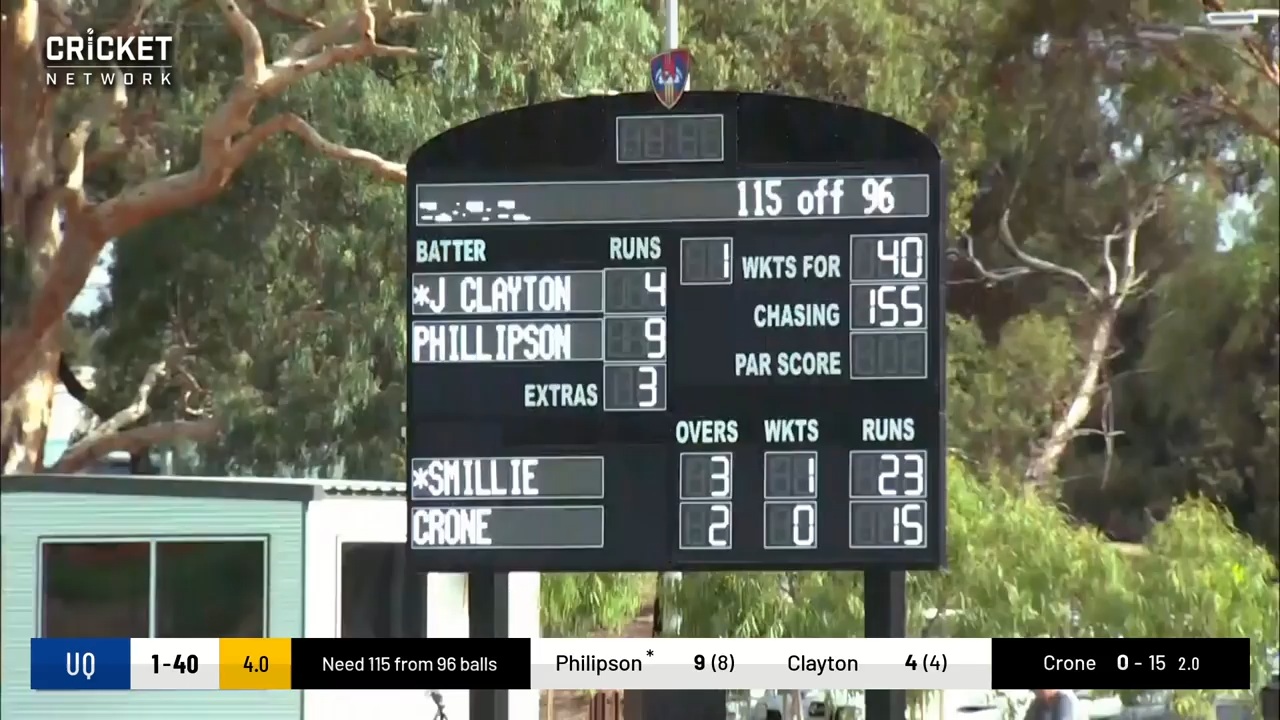 CRICKET
NETWORK
115 off 96
BATTER RUNS
1 WKTS FOR 40
*J CLAYTON 4
CHASING 155
PHILLIPSON 9
PAR SCORE
EXTRAS 3
OVERS WKTS RUNS
*SMILLIE 3 1 23
CRONE 2 0 15
UQ 1-40 4.0 Need 115 from 96 balls Philipson* 9 (8) Clayton 4 (4) Crone 0 - 15 2.0